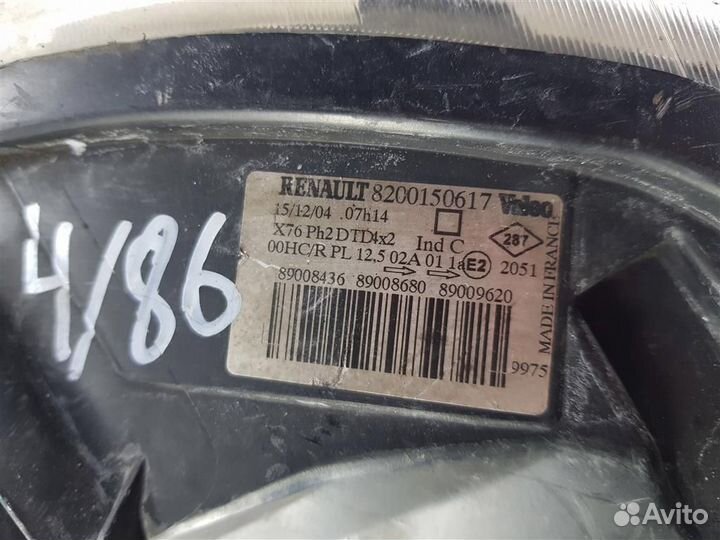 4/86
RENAULT 8200150617 Valeo
15/12/04 .07h14
X76 Ph2 DTD4x2 Ind C 287
00HC/R PL 12,5 02A 01 1a E2 2051
89008436 89008680 89009620
9975
MADE IN FRANCE
Avito